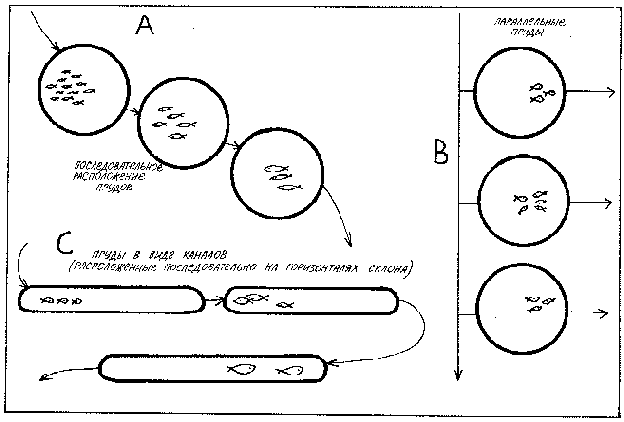 A
ПОСЛЕДОВАТЕЛЬНОЕ
РАСПОЛОЖЕНИЕ
ПРУДОВ
ПАРАЛЛЕЛЬНЫЕ
ПРУДЫ
B
C
ПРУДЫ В ВИДЕ КАНАЛОВ
(РАСПОЛОЖЕННЫЕ ПОСЛЕДОВАТЕЛЬНО НА ГОРИЗОНТАЛЯХ СКЛОНА)